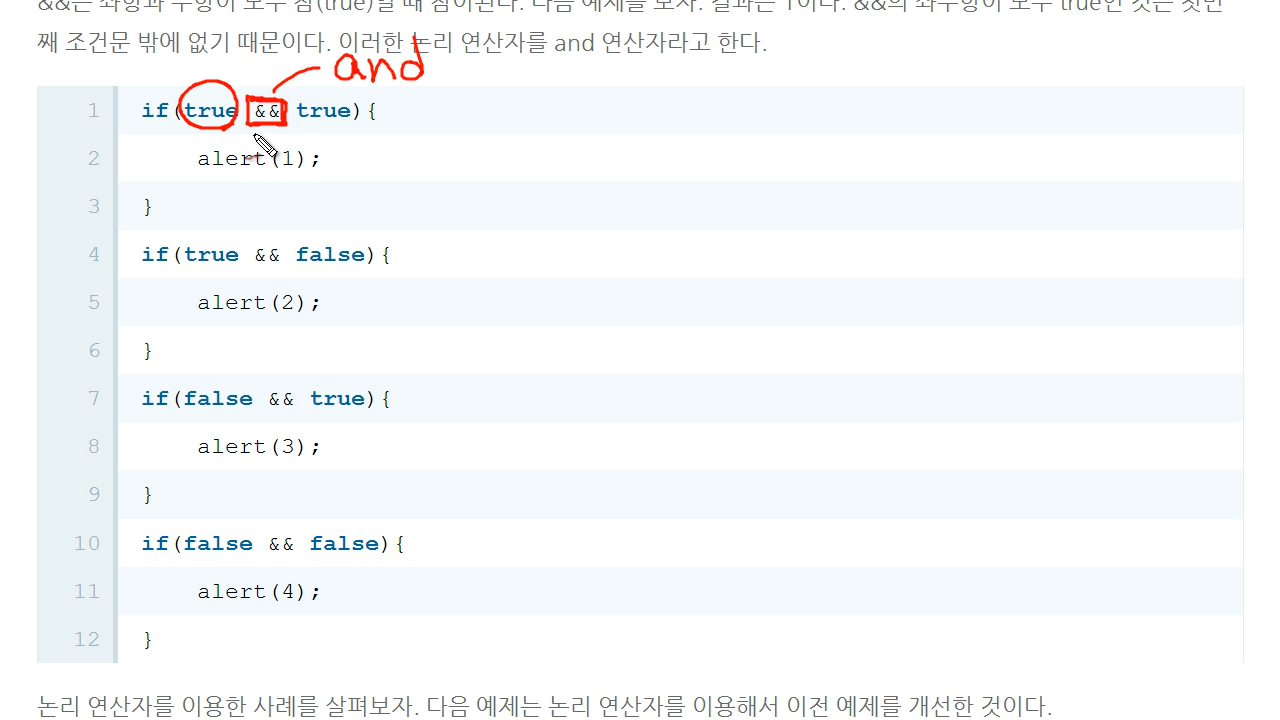 &&는 좌항과 우항이 모두 참(true)일 때 참이된다. 다음 예제를 보자. 결과는 1이다. &&의 좌우항이 모두 true인 것은 첫번
째 조건문 밖에 없기 때문이다. 이러한 논리 연산자를 and 연산자라고 한다.
and
1 if(true && true){
2 alert(1);
3 }
4 if(true && false){
5 alert(2);
6 }
7 if(false && true){
8 alert(3);
9 }
10 if(false && false){
11 alert(4);
12 }
논리 연산자를 이용한 사례를 살펴보자. 다음 예제는 논리 연산자를 이용해서 이전 예제를 개선한 것이다.